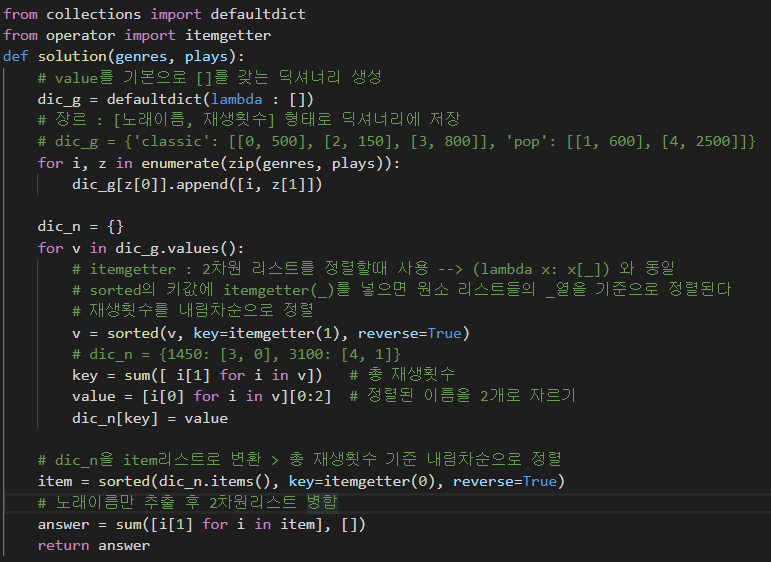 from collections import defaultdict
from operator import itemgetter
def solution(genres, plays):
    # value를 기본으로 []를 갖는 딕셔너리 생성
    dic_g = defaultdict(lambda : [])
    # 장르 : [노래이름, 재생횟수] 형태로 딕셔너리에 저장
    # dic_g = {'classic': [[0, 500], [2, 150], [3, 800]], 'pop': [[1, 600], [4, 2500]]}
    for i, z in enumerate(zip(genres, plays)):
        dic_g[z[0]].append([i, z[1]])

    dic_n = {}
    for v in dic_g.values():
        # itemgetter : 2차원 리스트를 정렬할때 사용 --> (lambda x: x[_]) 와 동일
        # sorted의 키값에 itemgetter(_)를 넣으면 원소 리스트들의 _열을 기준으로 정렬된다
        # 재생횟수를 내림차순으로 정렬
        v = sorted(v, key=itemgetter(1), reverse=True)
        # dic_n = {1450: [3, 0], 3100: [4, 1]}
        key = sum([ i[1] for i in v])   # 총 재생횟수
        value = [i[0] for i in v][0:2]  # 정렬된 이름을 2개로 자르기
        dic_n[key] = value

    # dic_n을 item리스트로 변환 > 총 재생횟수 기준 내림차순으로 정렬
    item = sorted(dic_n.items(), key=itemgetter(0), reverse=True)
    # 노래이름만 추출 후 2차원리스트 병합
    answer = sum([i[1] for i in item], [])
    return answer